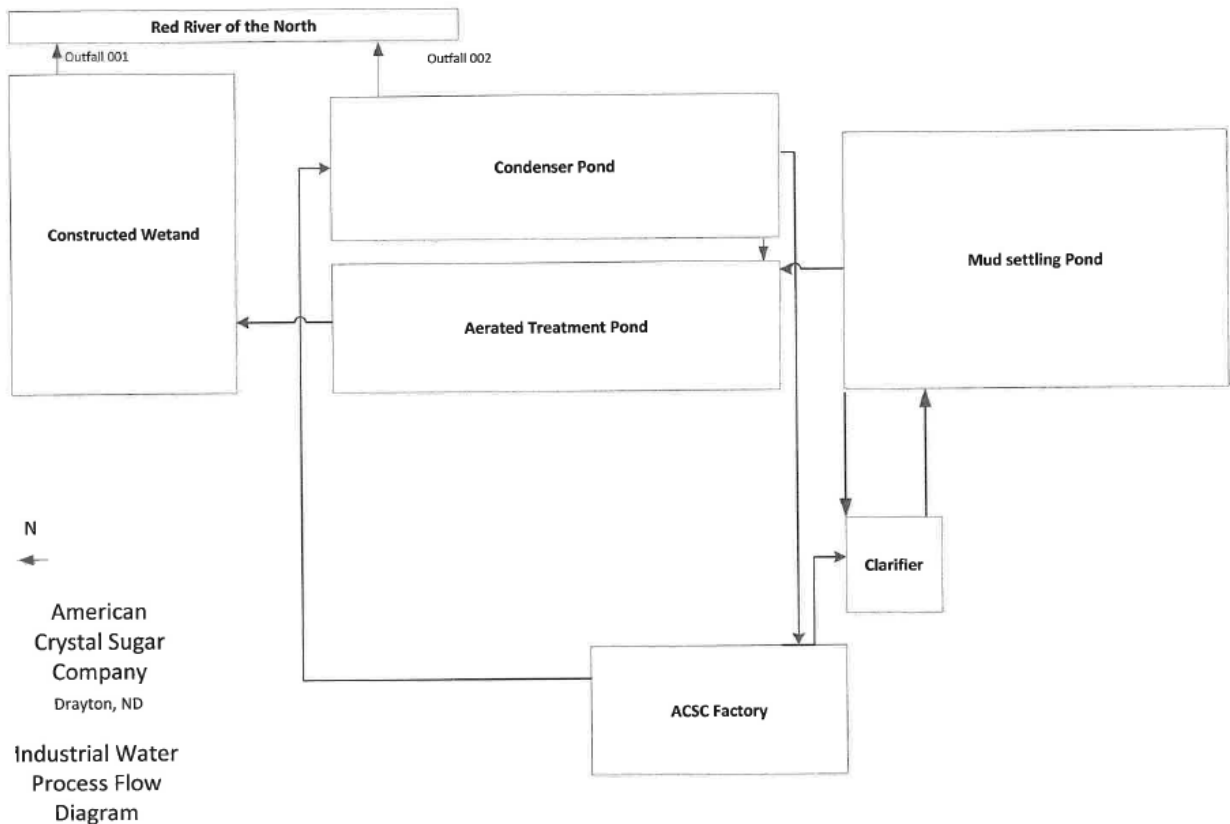 Red River of the North
Outfall 001
Outfall 002
Condenser Pond
Constructed Wetand
Mud settling Pond
Aerated Treatment Pond
N
Clarifier
American
Crystal Sugar
Company
Drayton, ND
ACSC Factory
Industrial Water
Process Flow
Diagram